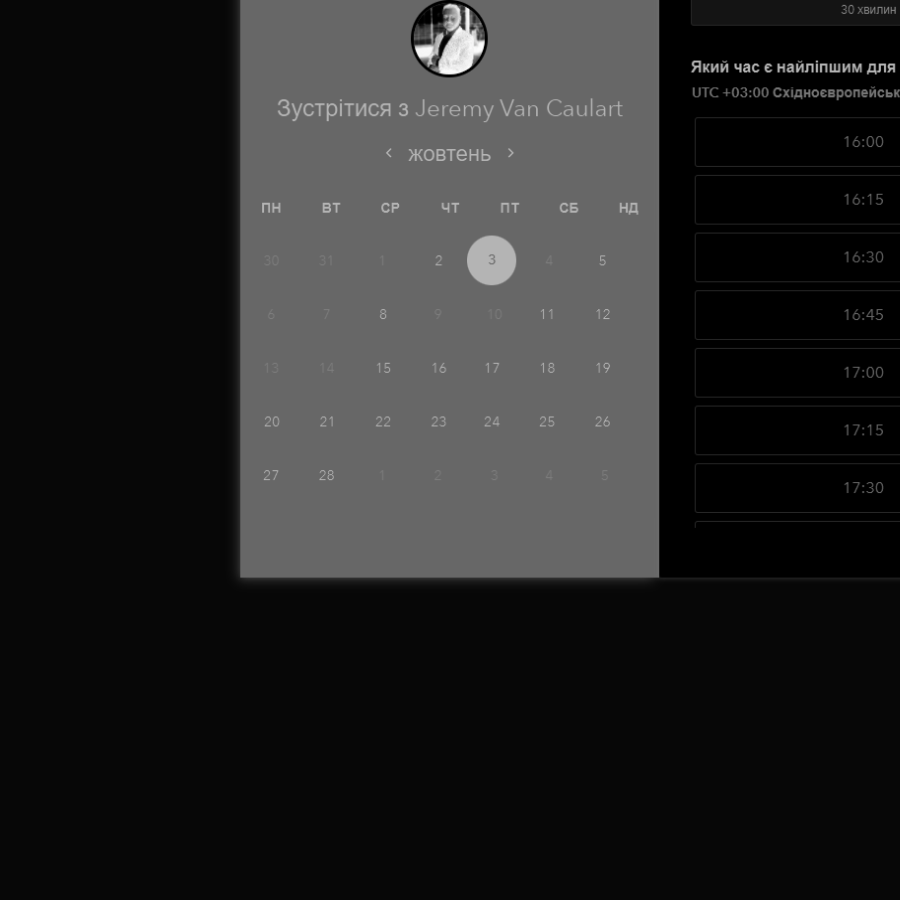 Зустрітися з Jeremy Van Caulart
жовтень
ПН ВТ СР ЧТ ПТ СБ НД
30 31 1 2 3 4 5
6 7 8 9 10 11 12
13 14 15 16 17 18 19
20 21 22 23 24 25 26
27 28 1 2 3 4 5
30 хвилин
Який час є найліпшим для
UTC +03:00 Східноєвропейськ
16:00
16:15
16:30
16:45
17:00
17:15
17:30